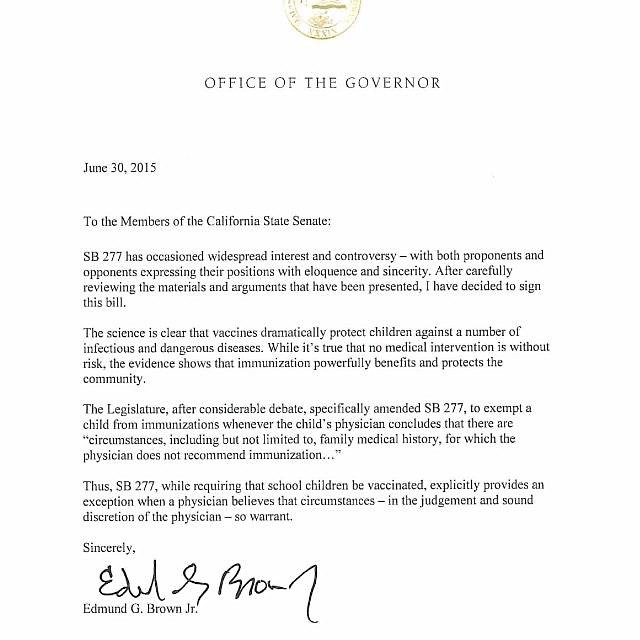 XXXIX
OFFICE OF THE GOVERNOR
June 30, 2015
To the Members of the California State Senate:
SB 277 has occasioned widespread interest and controversy – with both proponents and
opponents expressing their positions with eloquence and sincerity. After carefully
reviewing the materials and arguments that have been presented, I have decided to sign
this bill.
The science is clear that vaccines dramatically protect children against a number of
infectious and dangerous diseases. While it's true that no medical intervention is without
risk, the evidence shows that immunization powerfully benefits and protects the
community.
The Legislature, after considerable debate, specifically amended SB 277, to exempt a
child from immunizations whenever the child's physician concludes that there are
“circumstances, including but not limited to, family medical history, for which the
physician does not recommend immunization…”
Thus, SB 277, while requiring that school children be vaccinated, explicitly provides an
exception when a physician believes that circumstances – in the judgement and sound
discretion of the physician – so warrant.
Sincerely,
Edmund G. Brown Jr.